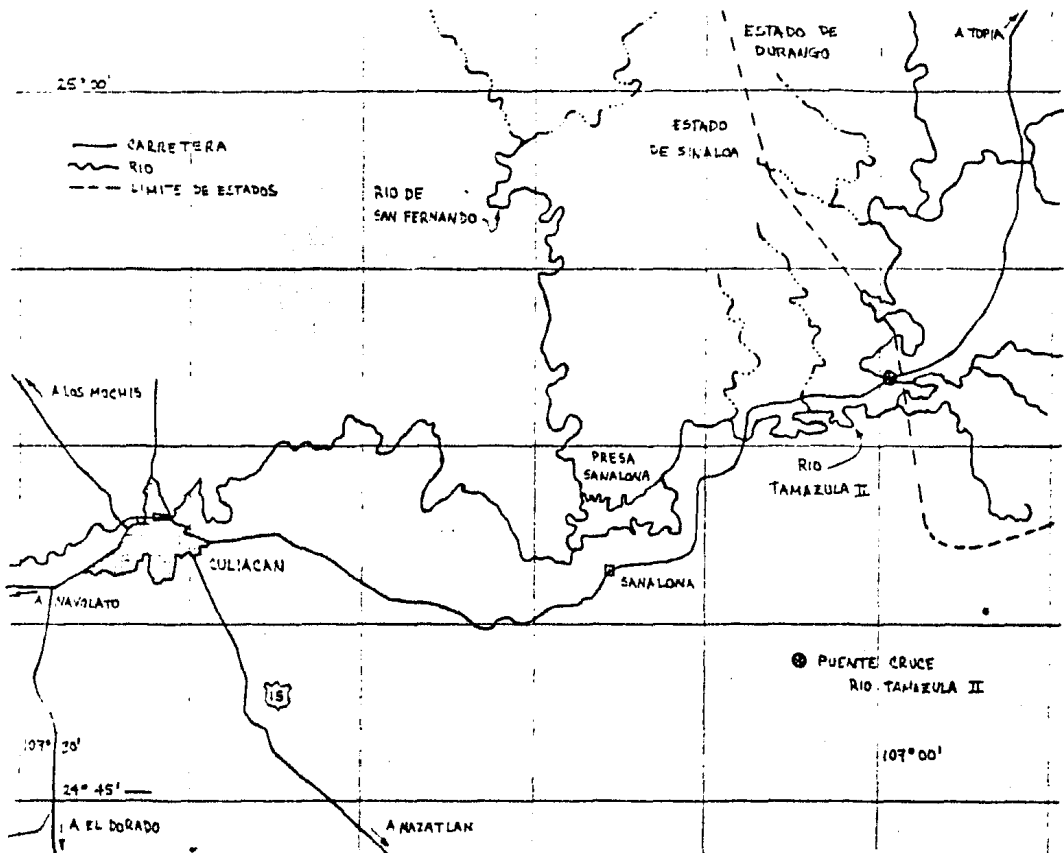 ESTADO DE
DURANGO
A TOPIA
25° 00'
ESTADO
DE SINALOA
CARRETERA
RIO
LIMITE DE ESTADOS
RIO DE
SAN FERNANDO
A LOS MOCHIS
PRESA
SANALONA
RIO
TAMAZULA II
CULIACAN
SANALONA
A NAVOLATO
PUENTE CRUCE
RIO TAMAZULA II
15
107° 30'
107° 00'
24° 45'
A EL DORADO
A MAZATLAN